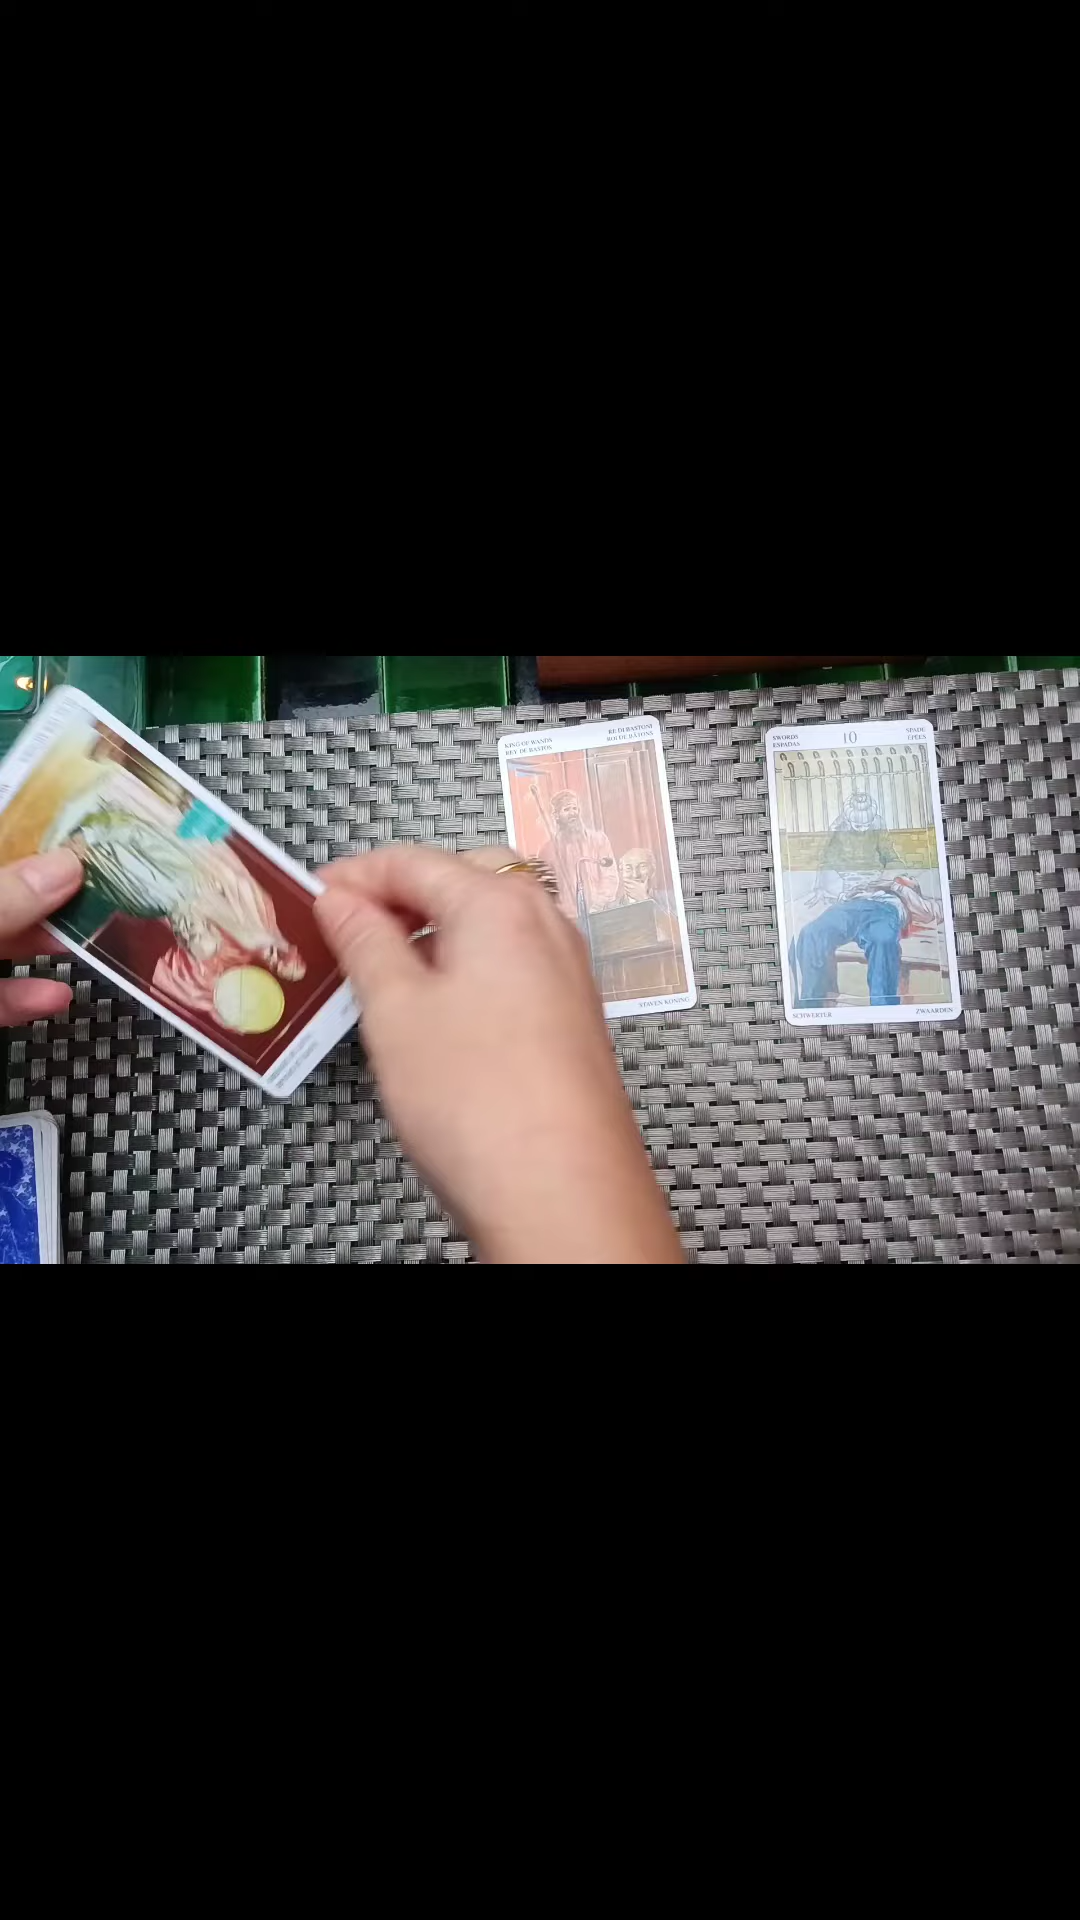 KING OF WANDS
REY DE BASTOS
RE DI BASTONI
ROI DE BÂTONS
STAVEN KONING
SWORDS
ESPADAS
10
SPADE
ÉPÉES
SCHWERTER
ZWAARDEN